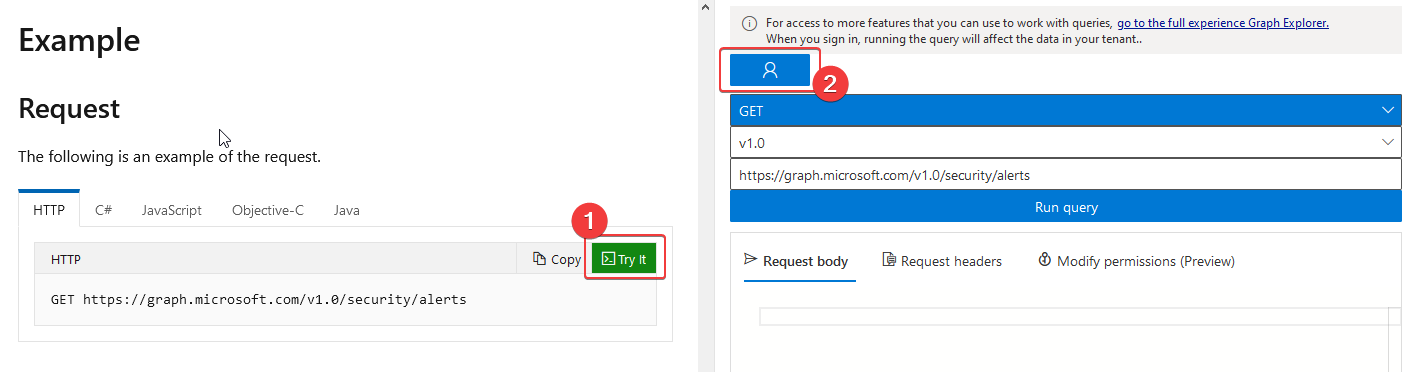 Example
Request
The following is an example of the request.
HTTP C# JavaScript Objective-C Java
1
HTTP Copy Try It
GET https://graph.microsoft.com/v1.0/security/alerts
For access to more features that you can use to work with queries, go to the full experience Graph Explorer.
When you sign in, running the query will affect the data in your tenant..
2
GET
v1.0
https://graph.microsoft.com/v1.0/security/alerts
Run query
Request body Request headers Modify permissions (Preview)